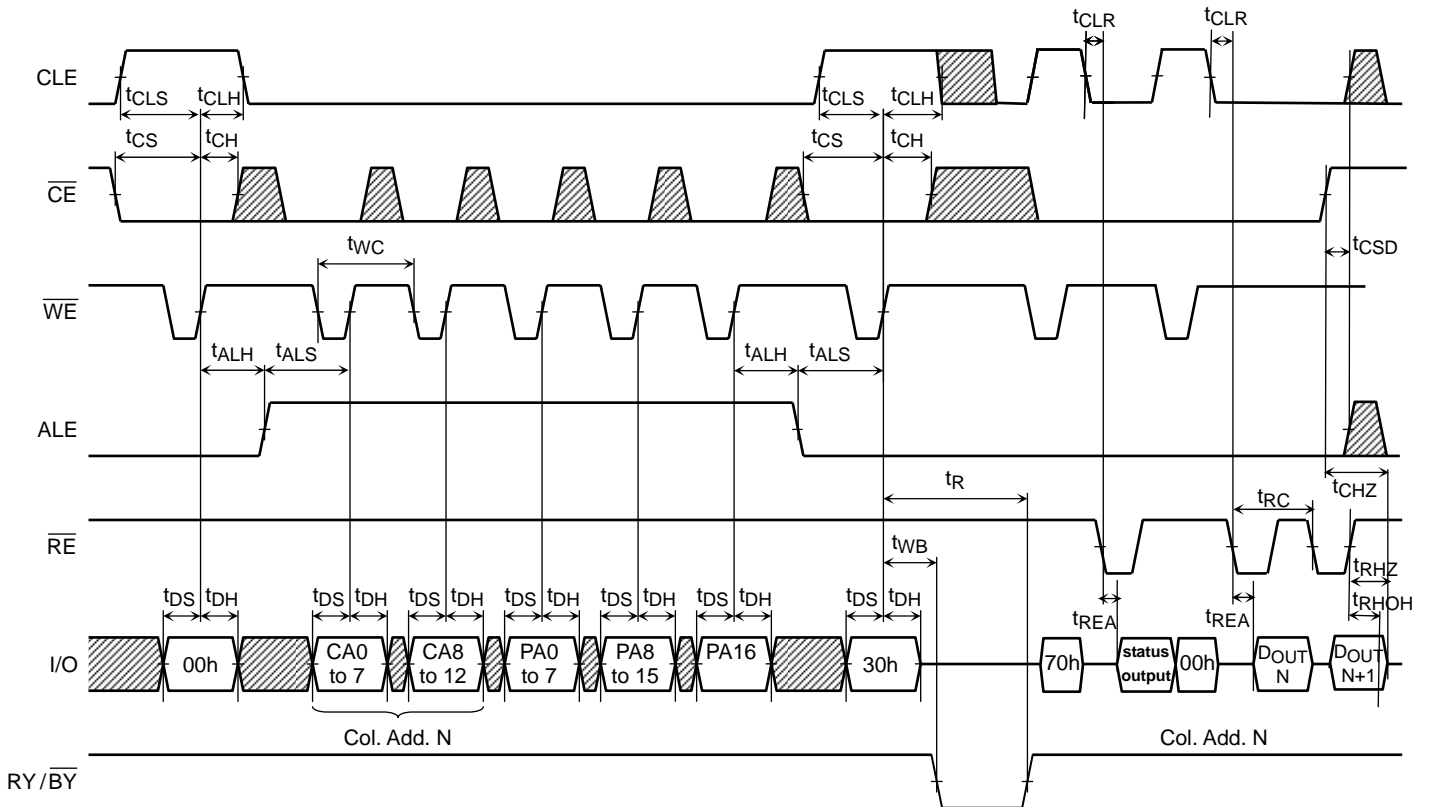 tCLR tCLR
CLE
tCLS tCLH tCLS tCLH
tCS tCH tCS tCH
CE
tWC tCSD
WE
tALH tALS tALH tALS
ALE
tR tCHZ
tRC
RE
tWB
tRHZ
tDS tDH tDS tDH tDS tDH tDS tDH tDS tDH tDS tDH tDS tDH tRHOH
tREA tREA
I/O 00h CA0 to 7 CA8 to 12 PA0 to 7 PA8 to 15 PA16 30h 70h status output 00h DOUT N DOUT N+1
Col. Add. N Col. Add. N
RY/BY